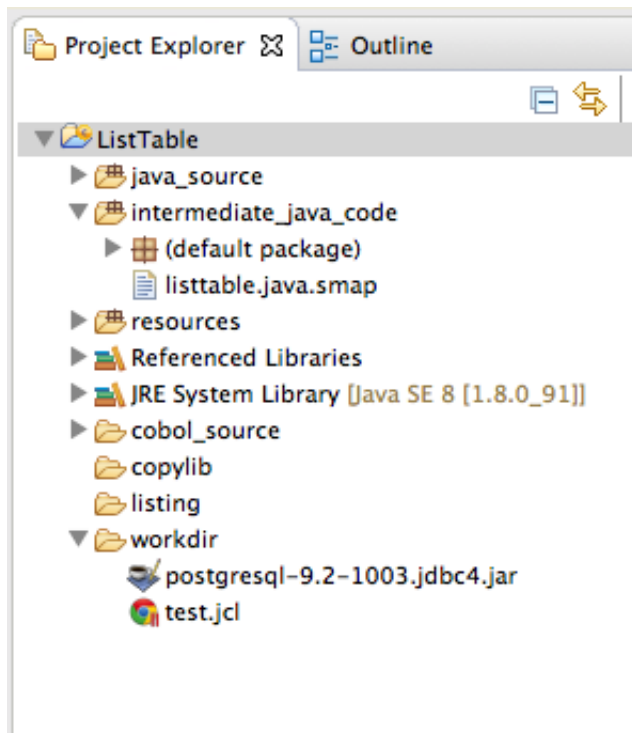 Project Explorer Outline
ListTable
java_source
intermediate_java_code
(default package)
listtable.java.smap
resources
Referenced Libraries
JRE System Library [Java SE 8 [1.8.0_91]]
cobol_source
copylib
listing
workdir
postgresql-9.2-1003.jdbc4.jar
test.jcl